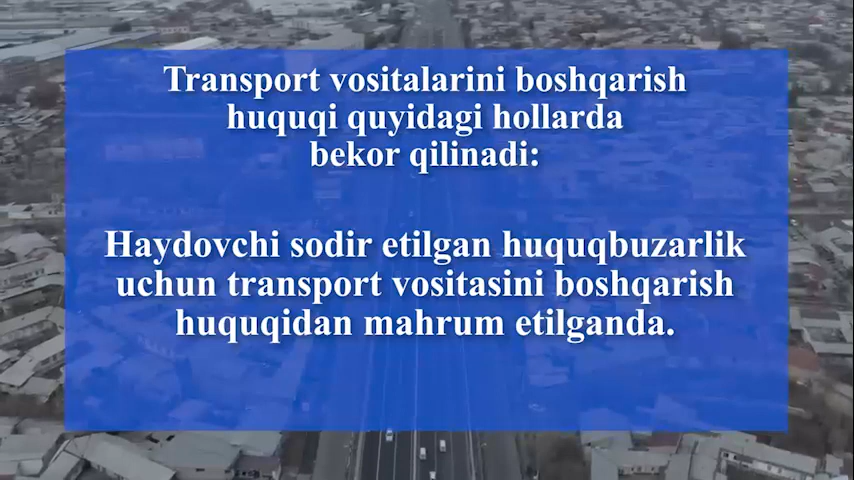 Transport vositalarini boshqarish
huquqi quyidagi hollarda
bekor qilinadi:
Haydovchi sodir etilgan huquqbuzarlik
uchun transport vositasini boshqarish
huquqidan mahrum etilganda.